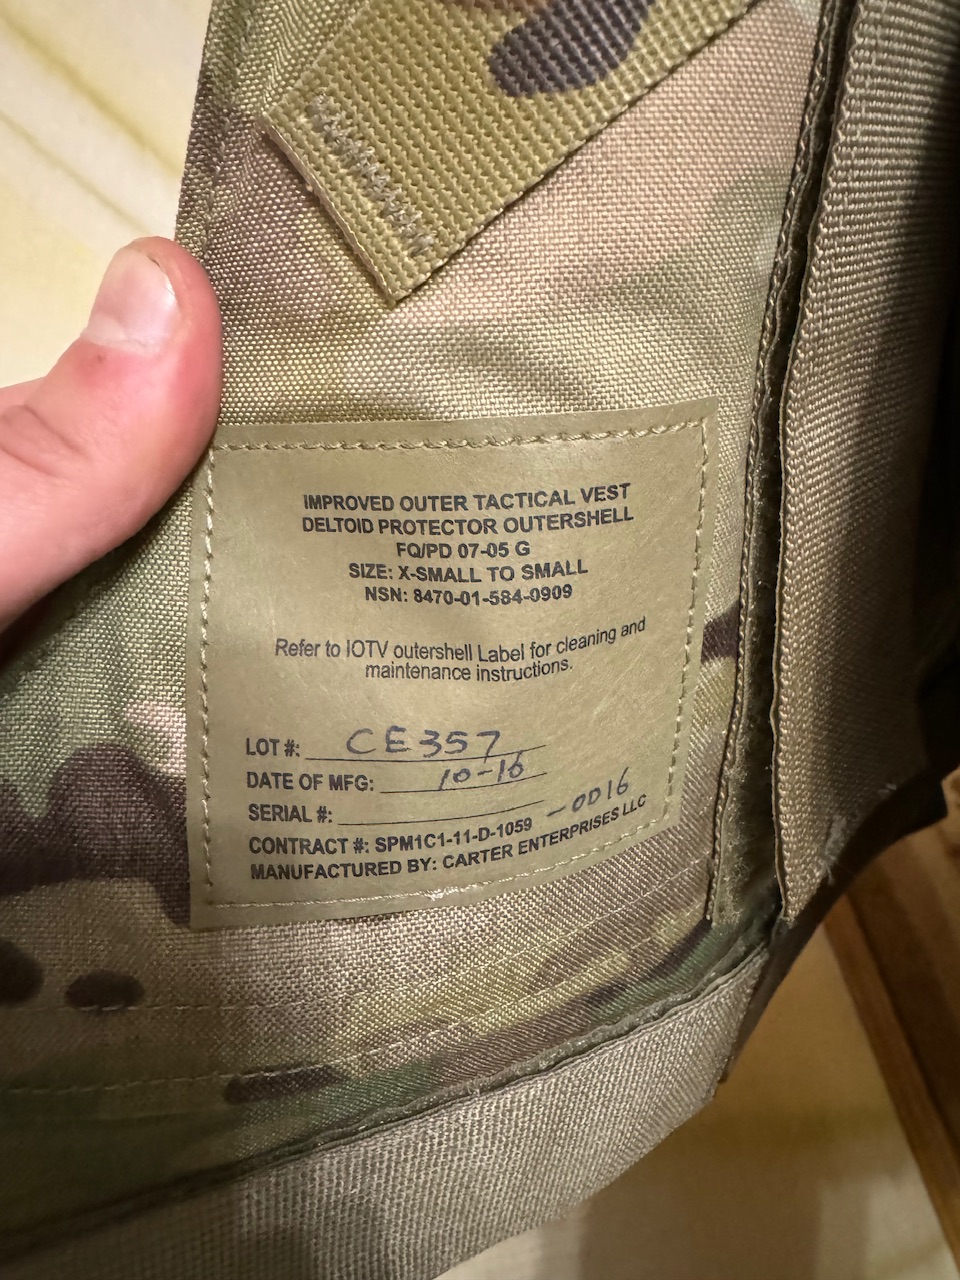 IMPROVED OUTER TACTICAL VEST
DELTOID PROTECTOR OUTERSHELL
FQ/PD 07-05 G
SIZE: X-SMALL TO SMALL
NSN: 8470-01-584-0909
Refer to IOTV outershell Label for cleaning and
maintenance instructions.
LOT #: CE357
DATE OF MFG: 10-16
SERIAL #:
CONTRACT #: SPM1C1-11-D-1059 -0D16
MANUFACTURED BY: CARTER ENTERPRISES LLC